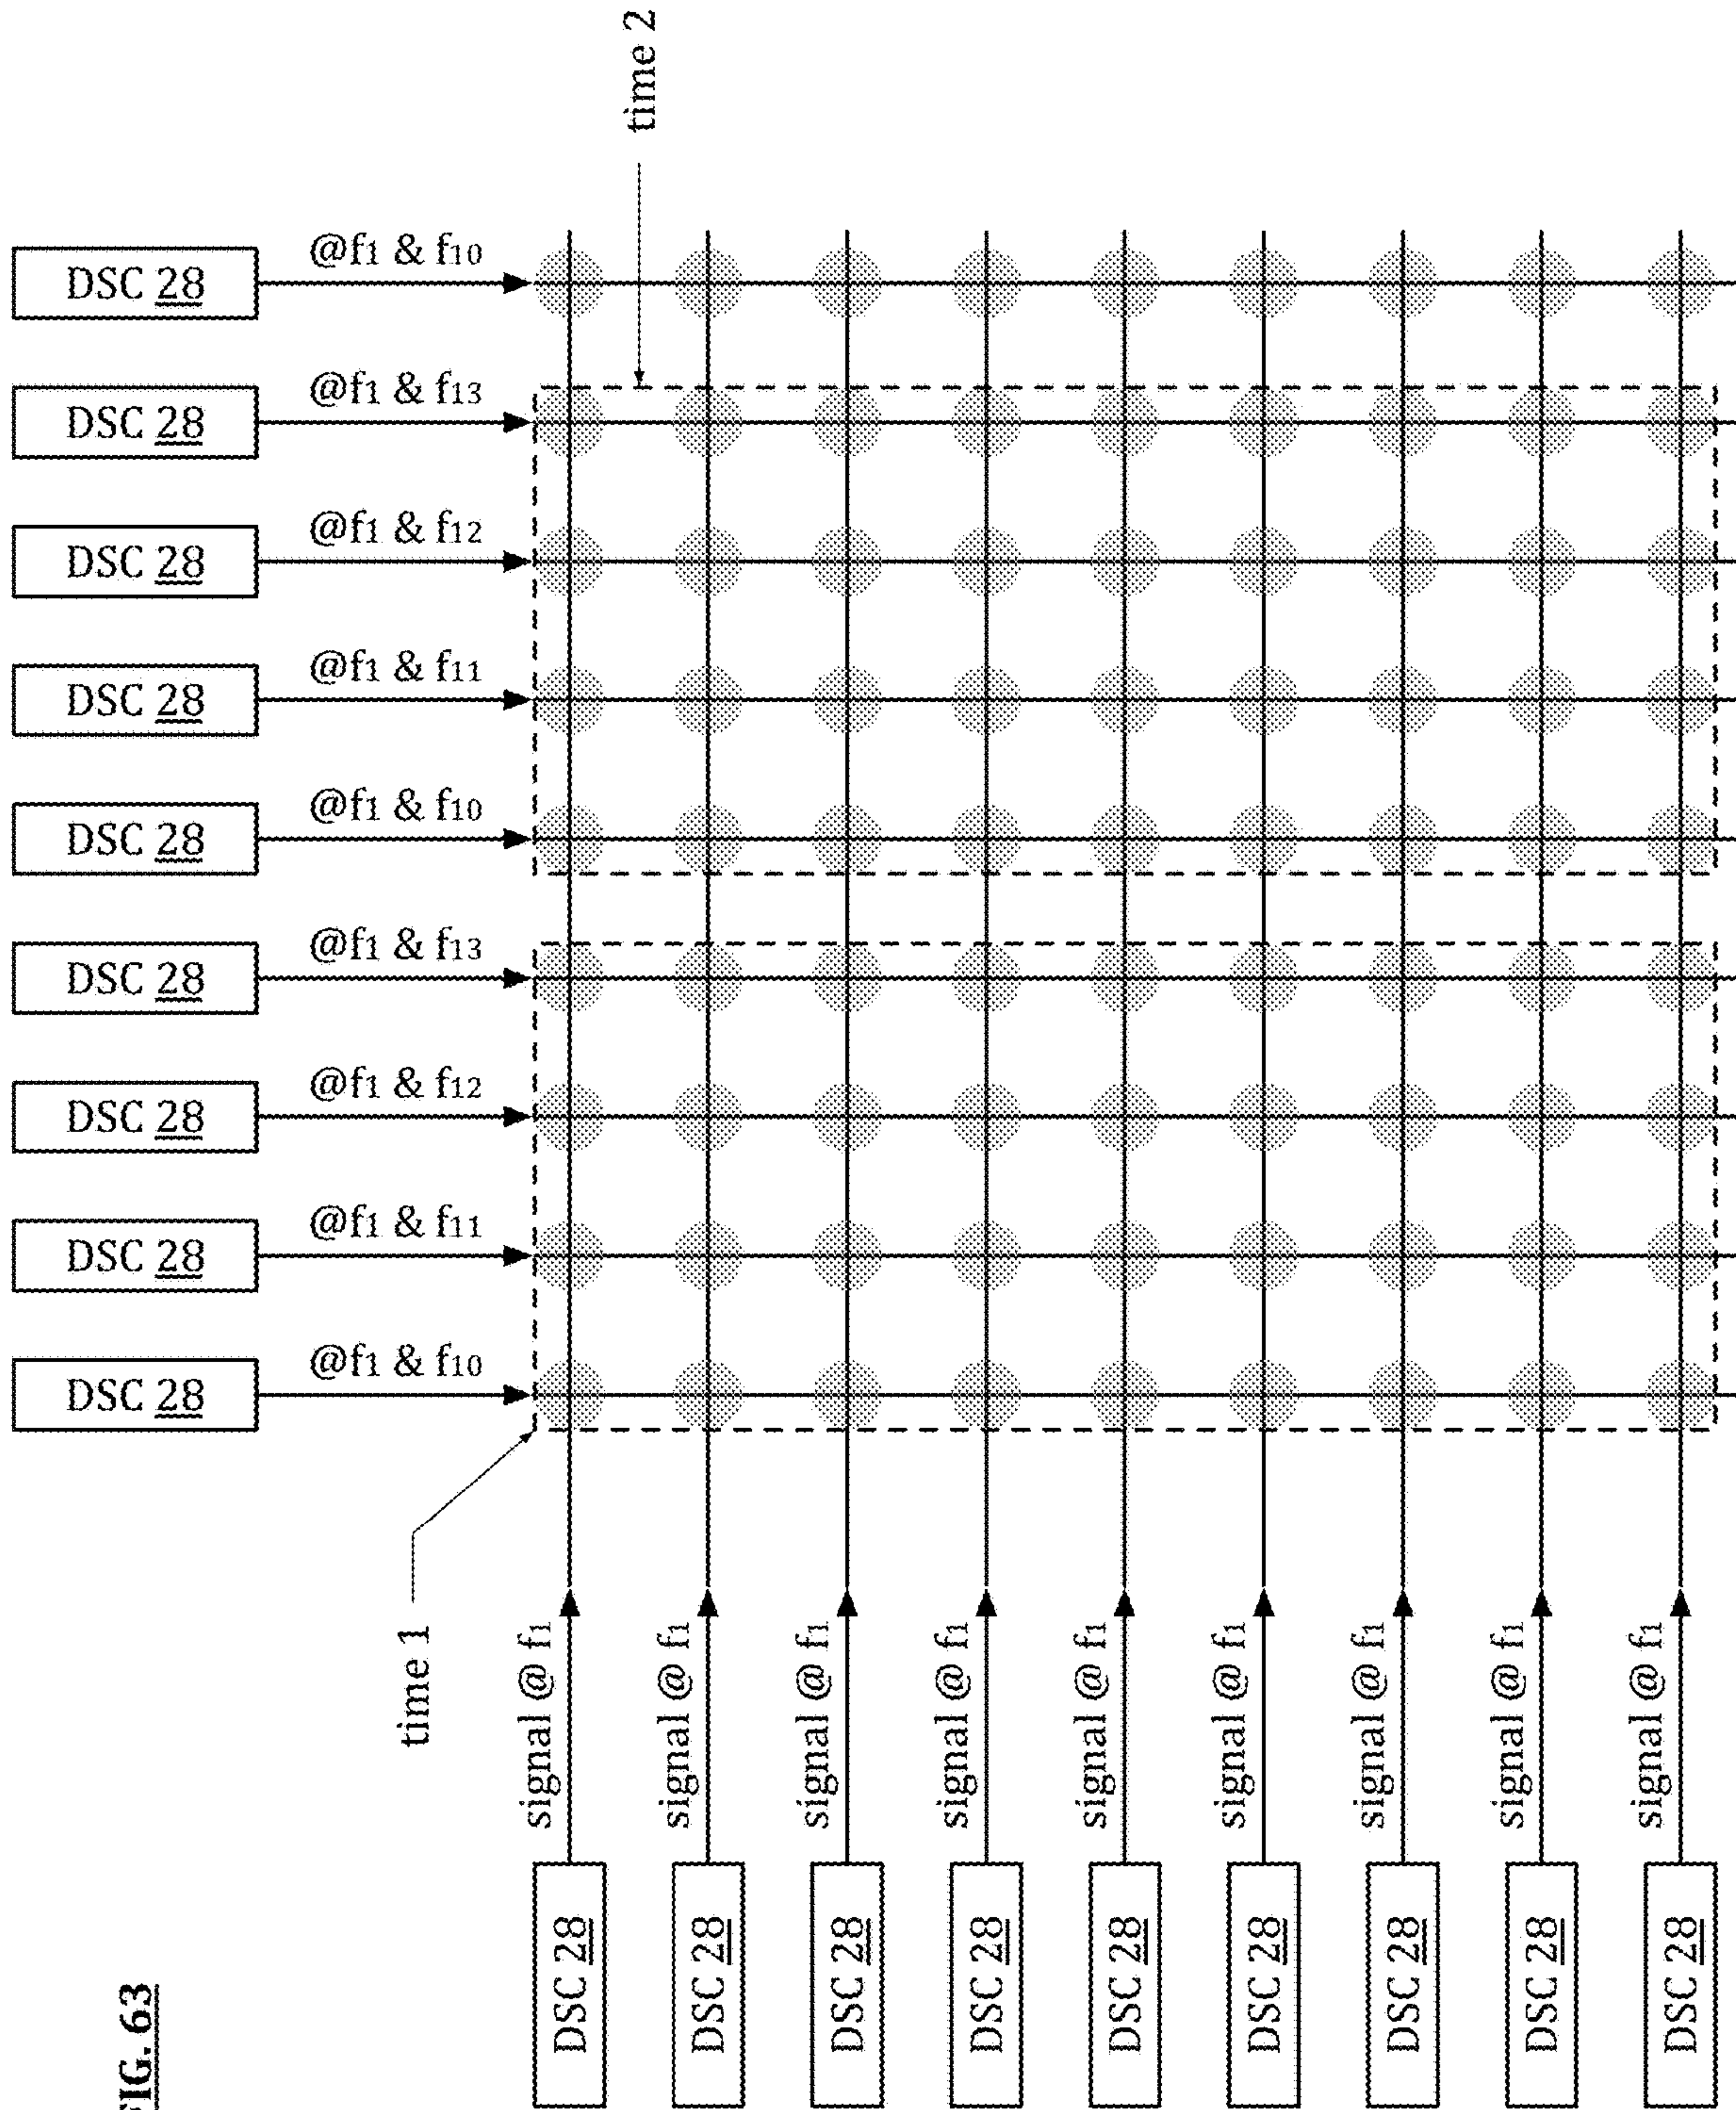 FIG. 63
time 2
DSC 28
@f₁ & f₁₀
DSC 28
@f₁ & f₁₃
DSC 28
@f₁ & f₁₂
DSC 28
@f₁ & f₁₁
DSC 28
@f₁ & f₁₀
DSC 28
@f₁ & f₁₃
DSC 28
@f₁ & f₁₂
DSC 28
@f₁ & f₁₁
DSC 28
@f₁ & f₁₀
time 1
signal @ f₁
signal @ f₁
signal @ f₁
signal @ f₁
signal @ f₁
signal @ f₁
signal @ f₁
signal @ f₁
signal @ f₁
DSC 28
DSC 28
DSC 28
DSC 28
DSC 28
DSC 28
DSC 28
DSC 28
DSC 28